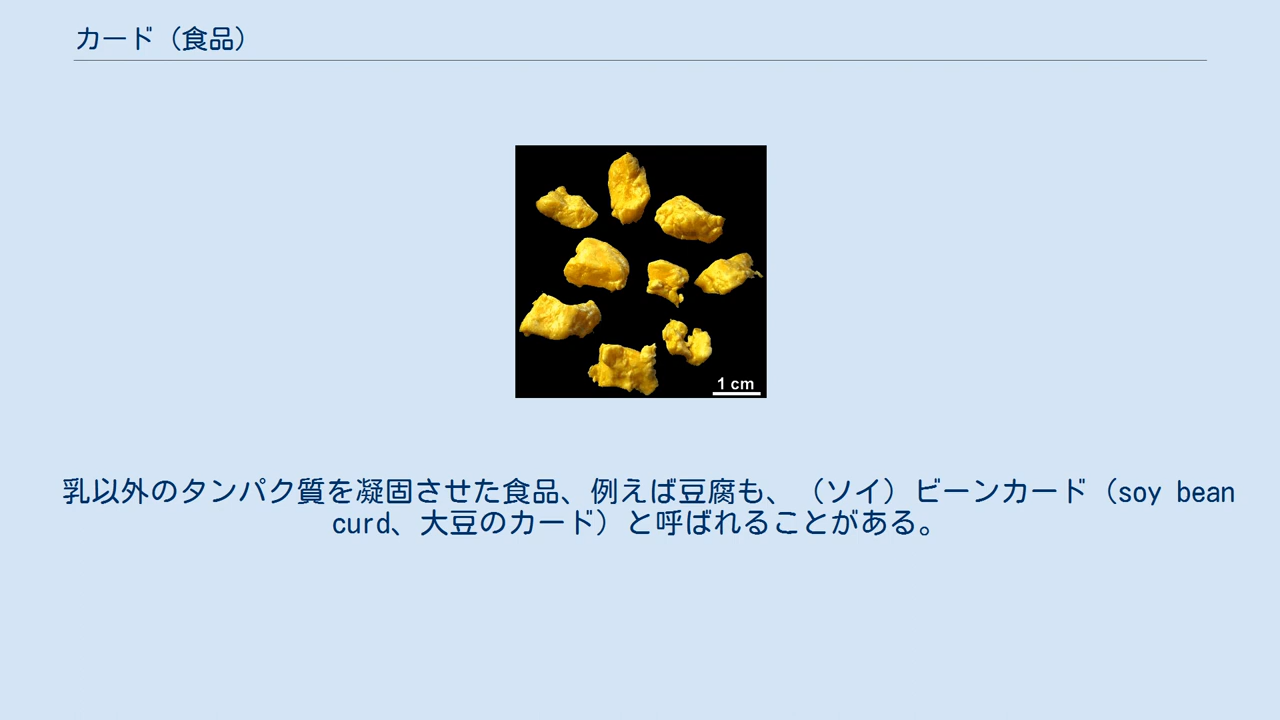 カード（食品）
1 cm
乳以外のタンパク質を凝固させた食品、例えば豆腐も、（ソイ）ビーンカード（soy bean
curd、大豆のカード）と呼ばれることがある。